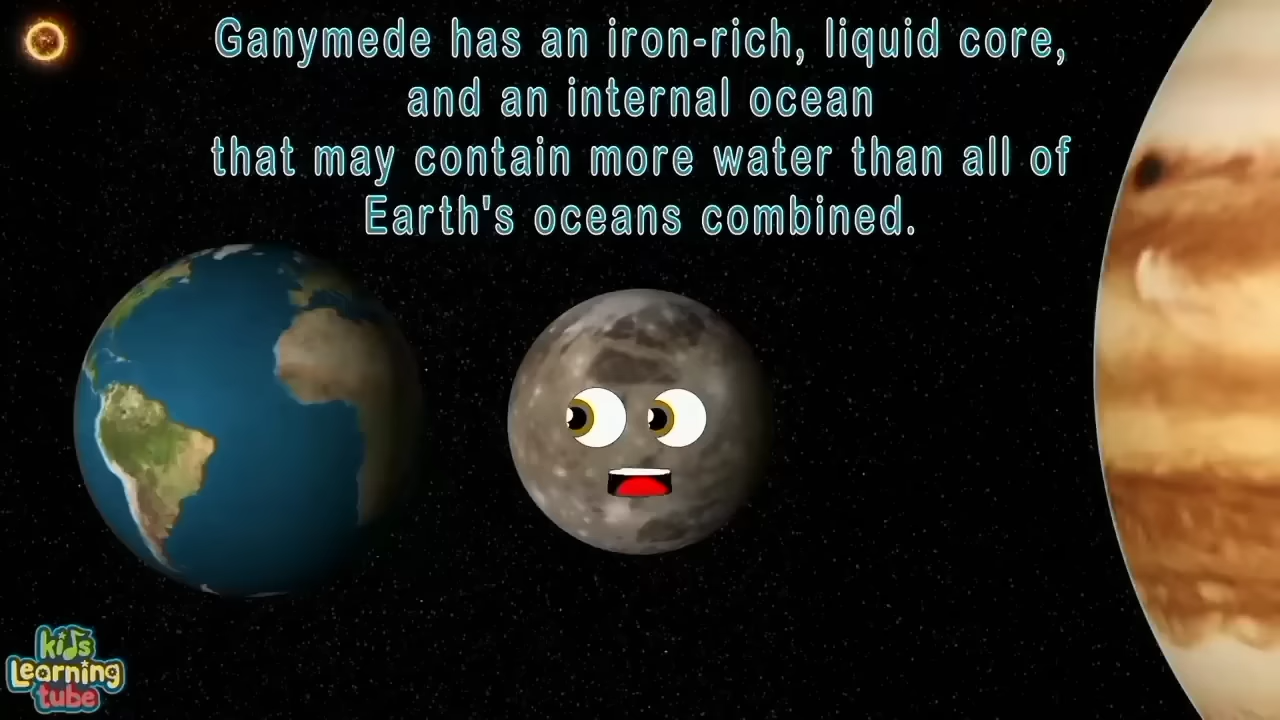 Ganymede has an iron-rich, liquid core,
and an internal ocean
that may contain more water than all of
Earth's oceans combined.
kids
Learning
tube